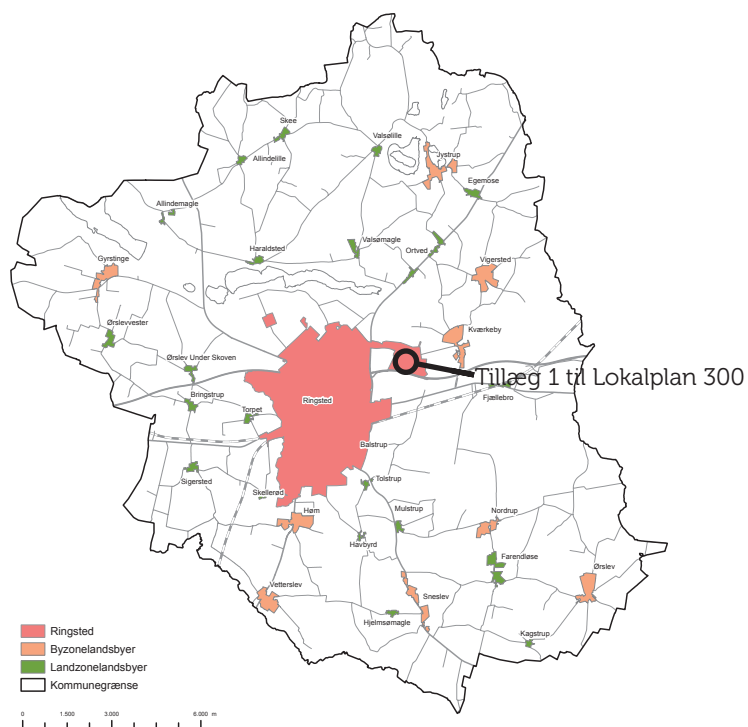 Skee
Valsølille
Allindelille
Jystrup
Egemose
Allindemagle
Valsømagle
Ortved
Haraldsted
Gyrstinge
Vigersted
Ørslevvester
Kværkeby
Ørslev Under Skoven
Tillæg 1 til Lokalplan 300
Bringstrup
Fjællebro
Ringsted
Torpet
Balstrup
Sigersted
Tolstrup
Skellerød
Høm
Mulstrup
Nordrup
Havbyrd
Farendløse
Ørslev
Vetterslev
Sneslev
Hjelmsømagle
Kagstrup
Ringsted
Byzonelandsbyer
Landzonelandsbyer
Kommunegrænse
0 1.500 3.000 6.000 m